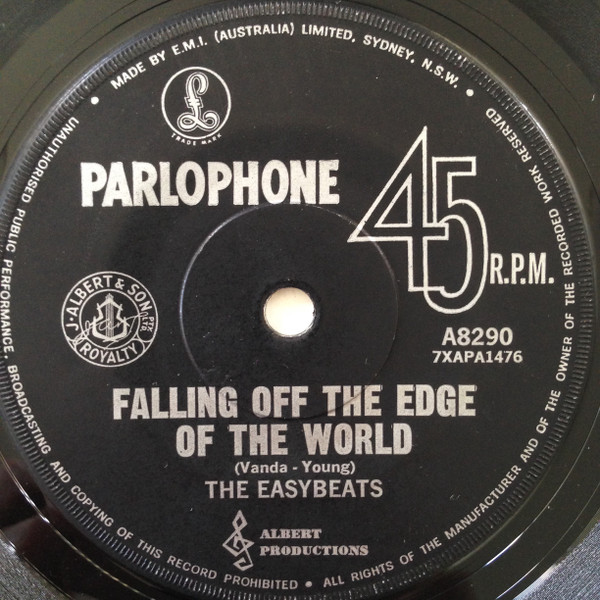 • MADE BY E.M.I. (AUSTRALIA) LIMITED, SYDNEY, N.S.W. •
UNAUTHORISED PUBLIC PERFORMANCE, BROADCASTING AND COPYING OF THIS RECORD PROHIBITED • ALL RIGHTS OF THE MANUFACTURER AND OF THE OWNER OF THE RECORDED WORK RESERVED
£
TRADE MARK
PARLOPHONE
45 R.P.M.
J. ALBERT & SON PTY. LTD.
ROYALTY
A8290
7XAPA1476
FALLING OFF THE EDGE
OF THE WORLD
(Vanda - Young)
THE EASYBEATS
ALBERT
PRODUCTIONS